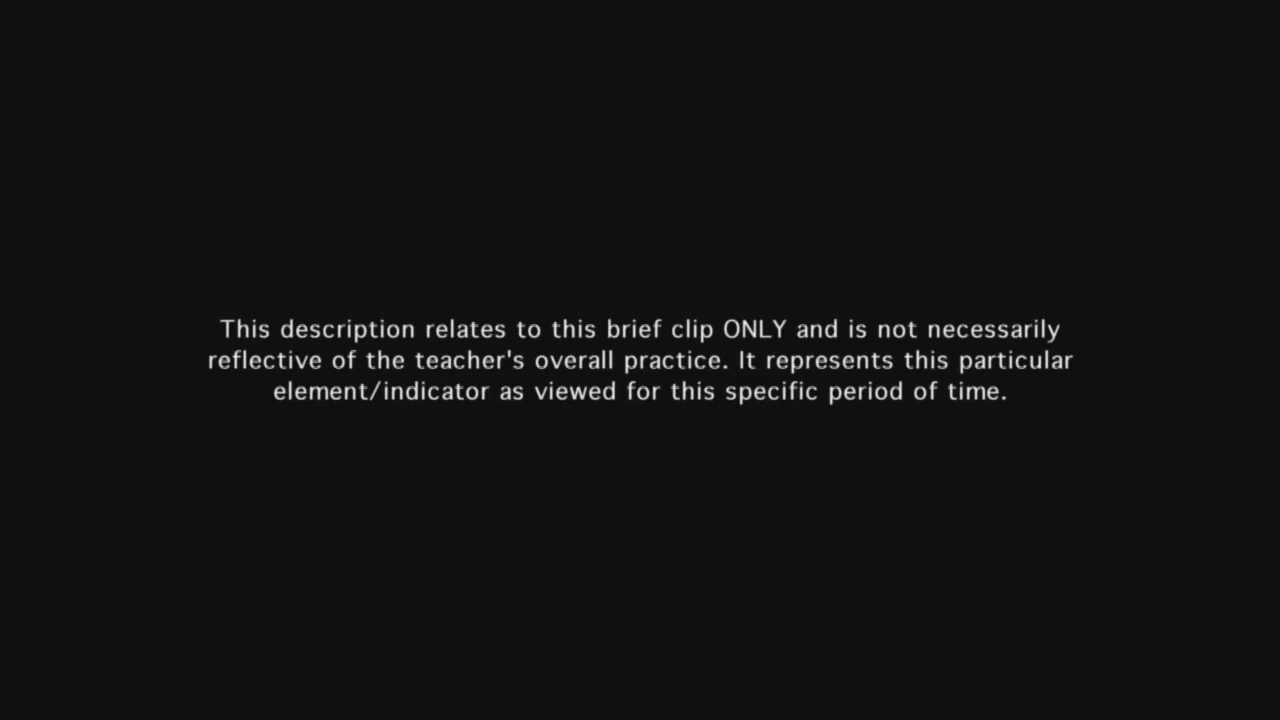 This description relates to this brief clip ONLY and is not necessarily
reflective of the teacher's overall practice. It represents this particular
element/indicator as viewed for this specific period of time.